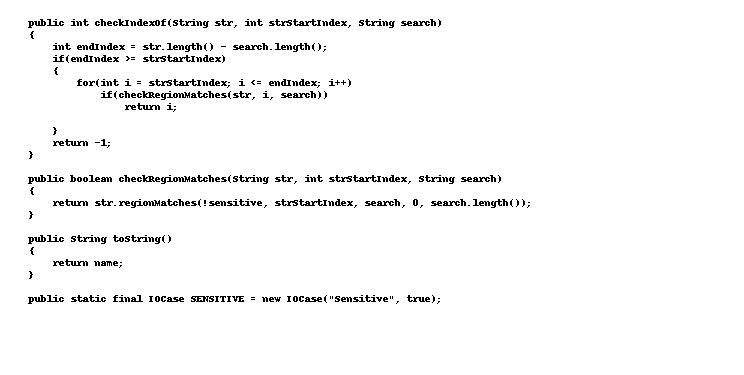 public int checkIndexOf(String str, int strStartIndex, String search)
{
    int endIndex = str.length() - search.length();
    if(endIndex >= strStartIndex)
    {
        for(int i = strStartIndex; i <= endIndex; i++)
            if(checkRegionMatches(str, i, search))
                return i;

    }
    return -1;
}

public boolean checkRegionMatches(String str, int strStartIndex, String search)
{
    return str.regionMatches(!sensitive, strStartIndex, search, 0, search.length());
}

public String toString()
{
    return name;
}

public static final IOCase SENSITIVE = new IOCase("Sensitive", true);